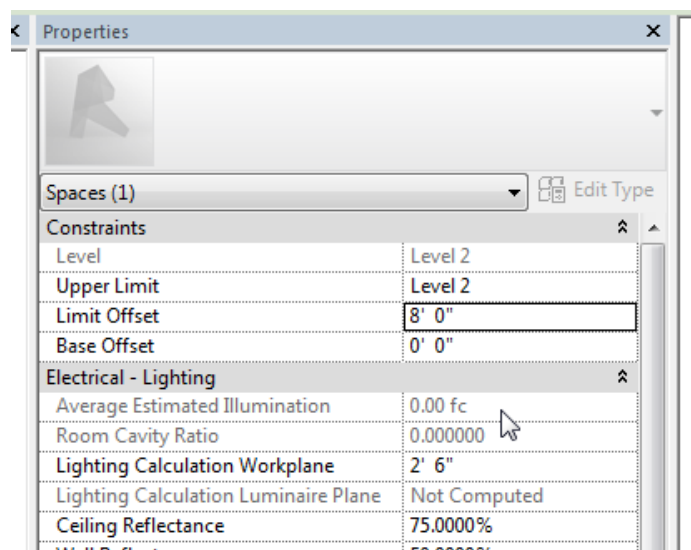 Properties
Spaces (1)
Edit Type
Constraints
Level Level 2
Upper Limit Level 2
Limit Offset 8' 0"
Base Offset 0' 0"
Electrical - Lighting
Average Estimated Illumination 0.00 fc
Room Cavity Ratio 0.000000
Lighting Calculation Workplane 2' 6"
Lighting Calculation Luminaire Plane Not Computed
Ceiling Reflectance 75.0000%